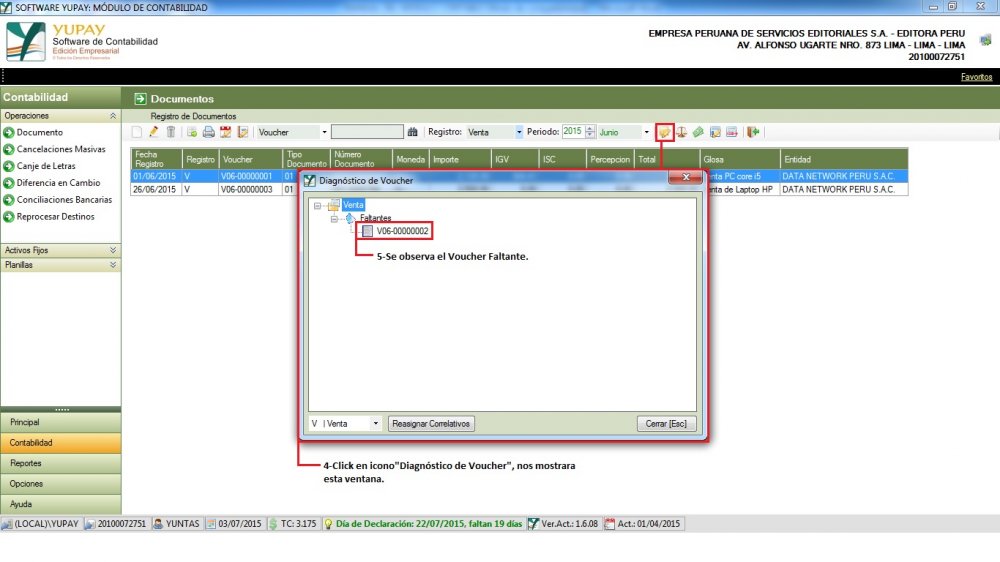 SOFTWARE YUPAY: MÓDULO DE CONTABILIDAD
YUPAY
Software de Contabilidad
Edición Empresarial
EMPRESA PERUANA DE SERVICIOS EDITORIALES S.A. - EDITORA PERU
AV. ALFONSO UGARTE NRO. 873 LIMA - LIMA - LIMA
20100072751
Favoritos
Contabilidad
Operaciones
Documento
Cancelaciones Masivas
Canje de Letras
Diferencia en Cambio
Conciliaciones Bancarias
Reprocesar Destinos
Activos Fijos
Planillas
Principal
Contabilidad
Reportes
Opciones
Ayuda
Documentos
Registro de Documentos
Voucher Registro: Venta Periodo: 2015 Junio
Fecha Registro Registro Voucher Tipo Documento Número Documento Moneda Importe IGV ISC Percepcion Total Glosa Entidad
01/06/2015 V V06-00000001 01 nta PC core i5 DATA NETWORK PERU S.A.C.
26/06/2015 V V06-00000003 01 nta de Laptop HP DATA NETWORK PERU S.A.C.
Diagnóstico de Voucher
Venta
Faltantes
V06-00000002
5-Se observa el Voucher Faltante.
V | Venta Reasignar Correlativos Cerrar [Esc]
4-Click en icono"Diagnóstico de Voucher", nos mostrara
esta ventana.
(LOCAL)\YUPAY 20100072751 YUNTAS 03/07/2015 TC: 3.175 Día de Declaración: 22/07/2015, faltan 19 días Ver.Act.: 1.6.08 Act.: 01/04/2015